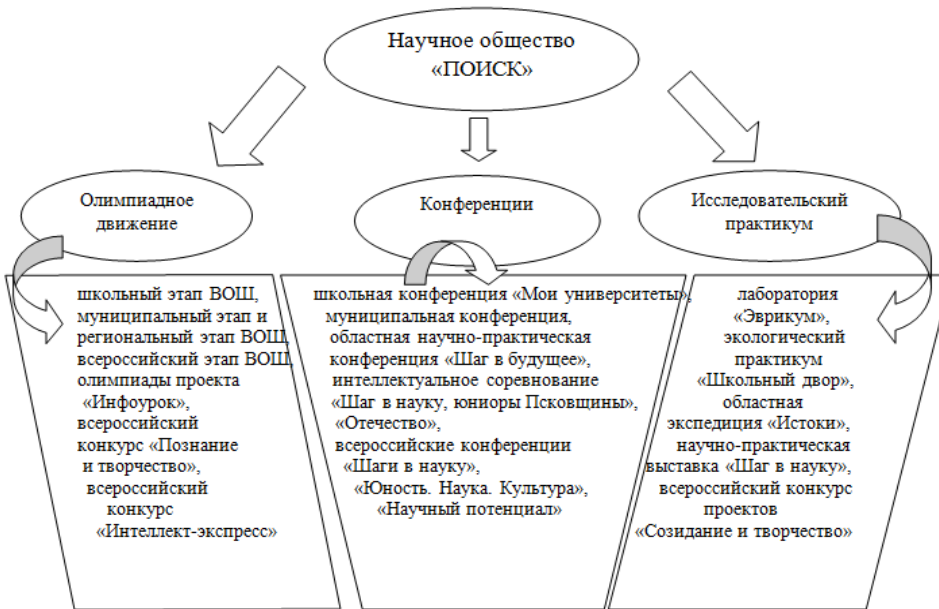 Научное общество
«ПОИСК»
Олимпиадное
движение
Конференции
Исследовательский
практикум
школьный этап ВОШ,
муниципальный этап и
региональный этап ВОШ,
всероссийский этап ВОШ,
олимпиады проекта
«Инфоурок»,
всероссийский
конкурс «Познание
и творчество»,
всероссийский
конкурс
«Интеллект-экспресс»
школьная конференция «Мои университеты»,
муниципальная конференция,
областная научно-практическая
конференция «Шаг в будущее»,
интеллектуальное соревнование
«Шаг в науку, юниоры Псковщины»,
«Отечество»,
всероссийские конференции
«Шаги в науку»,
«Юность. Наука. Культура»,
«Научный потенциал»
лаборатория
«Эврикум»,
экологический
практикум
«Школьный двор»,
областная
экспедиция «Истоки»,
научно-практическая
выставка «Шаг в науку»,
всероссийский конкурс
проектов
«Созидание и творчество»